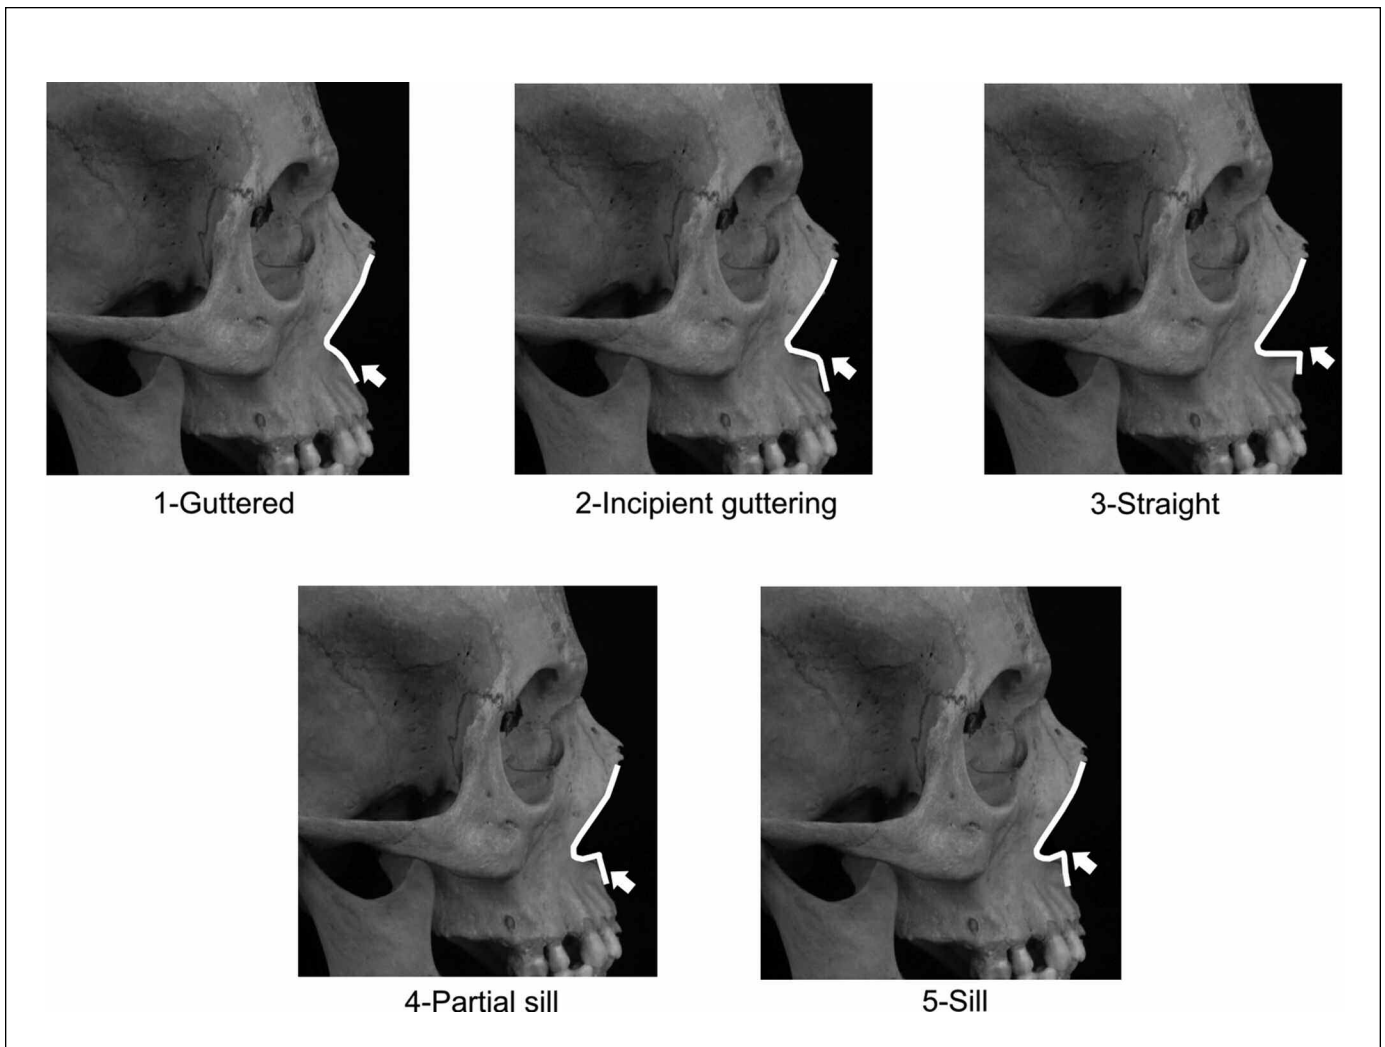 1-Guttered
2-Incipient guttering
3-Straight
4-Partial sill
5-Sill